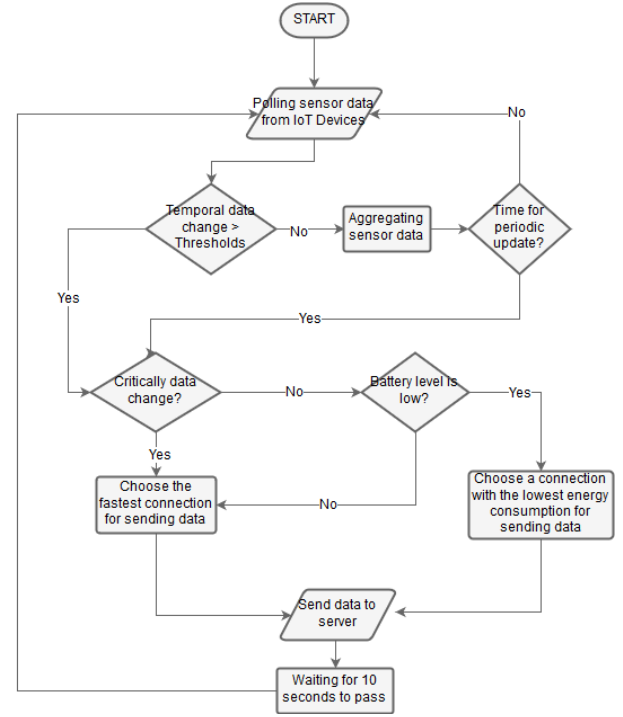 START
Polling sensor data
from IoT Devices
No
Temporal data
change >
Thresholds
No
Aggregating
sensor data
Time for
periodic
update?
Yes
Yes
Critically data
change?
No
Battery level is
low?
Yes
Yes
Choose the
fastest connection
for sending data
No
Choose a connection
with the lowest energy
consumption for
sending data
Send data to
server
Waiting for 10
seconds to pass